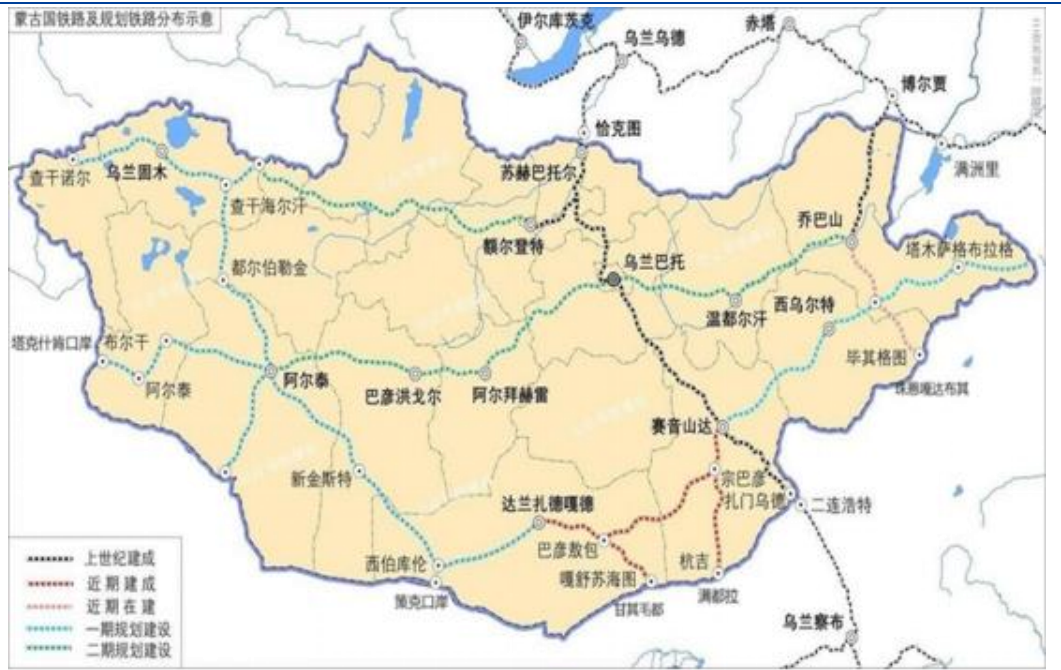 蒙古国铁路及规划铁路分布示意
伊尔库茨克
乌兰乌德
赤塔
博尔贾
恰克图
满洲里
苏赫巴托尔
查干诺尔
乌兰固木
查干海尔汗
额尔登特
乔巴山
塔木萨格布拉格
都尔伯勒金
乌兰巴托
温都尔汗
西乌尔特
塔克什肯口岸
布尔干
毕其格图
阿尔泰
阿尔泰
巴彦洪戈尔
阿尔拜赫雷
珠恩嘎达布其
赛音山达
新金斯特
宗巴彦
扎门乌德
二连浩特
达兰扎德嘎德
巴彦敖包
西伯库伦
嘎舒苏海图
杭吉
策克口岸
甘其毛都
满都拉
乌兰察布
上世纪建成
近期建成
近期在建
一期规划建设
二期规划建设